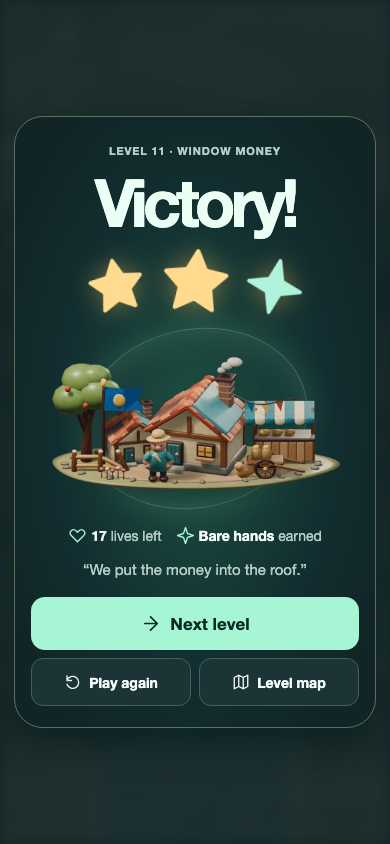 LEVEL 11 · WINDOW MONEY
Victory!
17 lives left Bare hands earned
“We put the money into the roof.”
Next level
Play again Level map